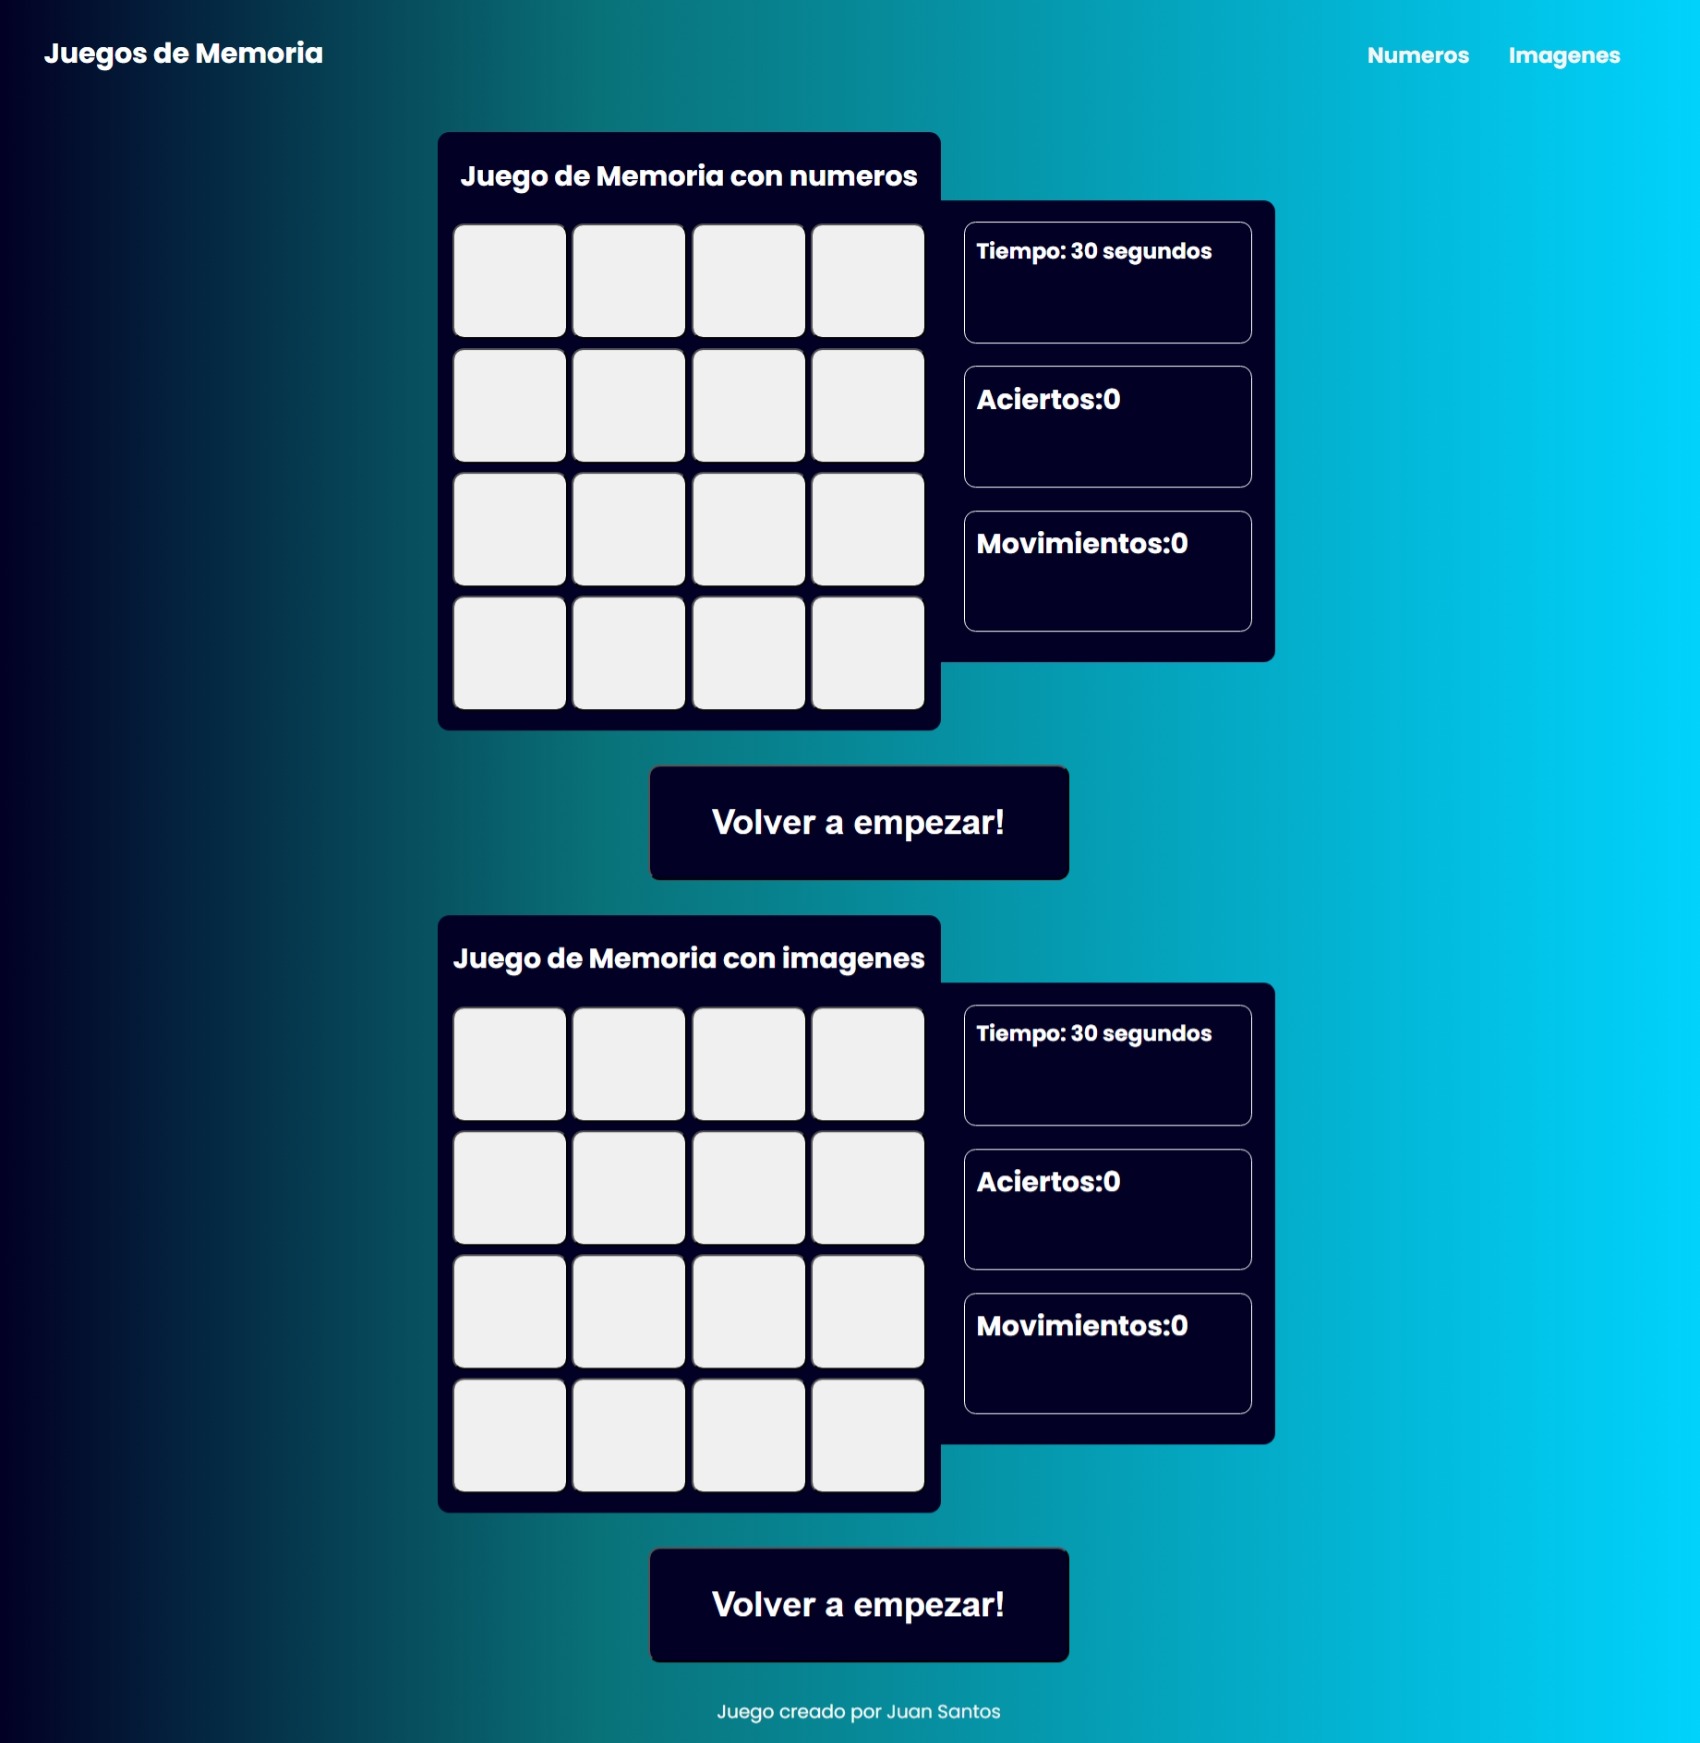 Juegos de Memoria
Numeros
Imagenes
Juego de Memoria con numeros
Tiempo: 30 segundos
Aciertos:0
Movimientos:0
Volver a empezar!
Juego de Memoria con imagenes
Tiempo: 30 segundos
Aciertos:0
Movimientos:0
Volver a empezar!
Juego creado por Juan Santos